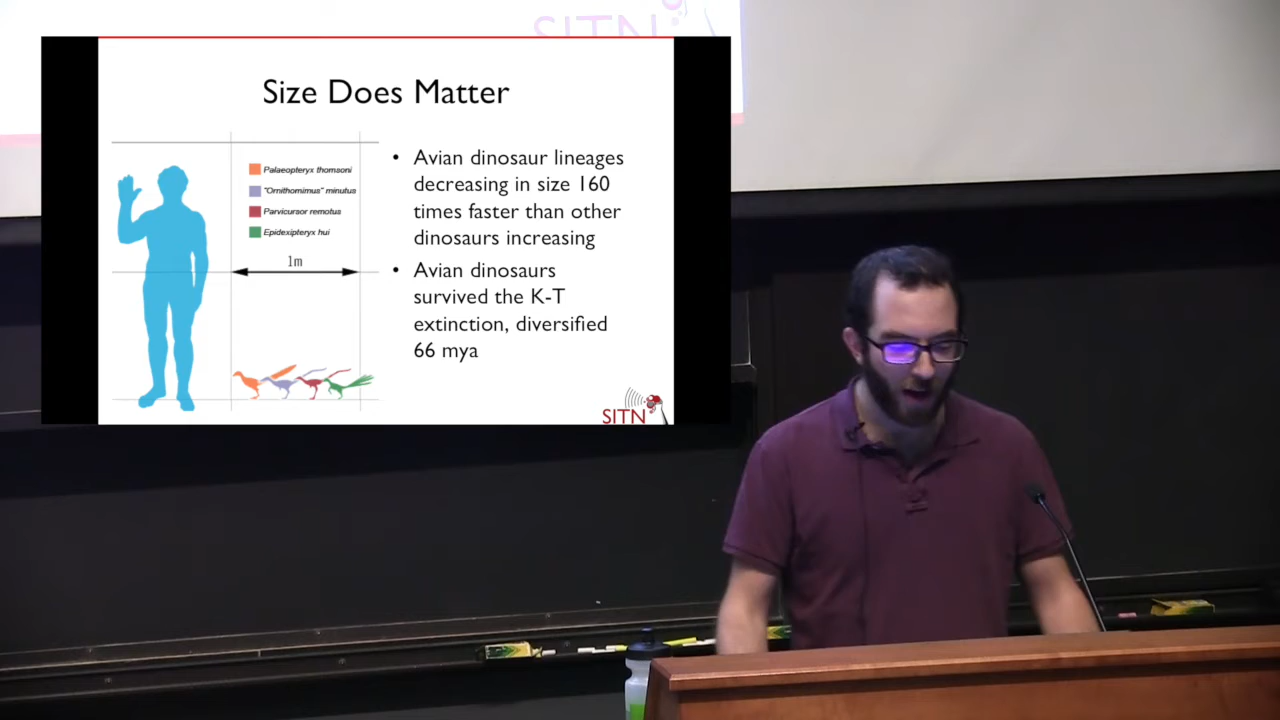 SITN
Size Does Matter
Palaeopteryx thomsoni
"Ornithomimus" minutus
Parvicursor remotus
Epidexipteryx hui
1m
• Avian dinosaur lineages
decreasing in size 160
times faster than other
dinosaurs increasing
• Avian dinosaurs
survived the K-T
extinction, diversified
66 mya
SITN